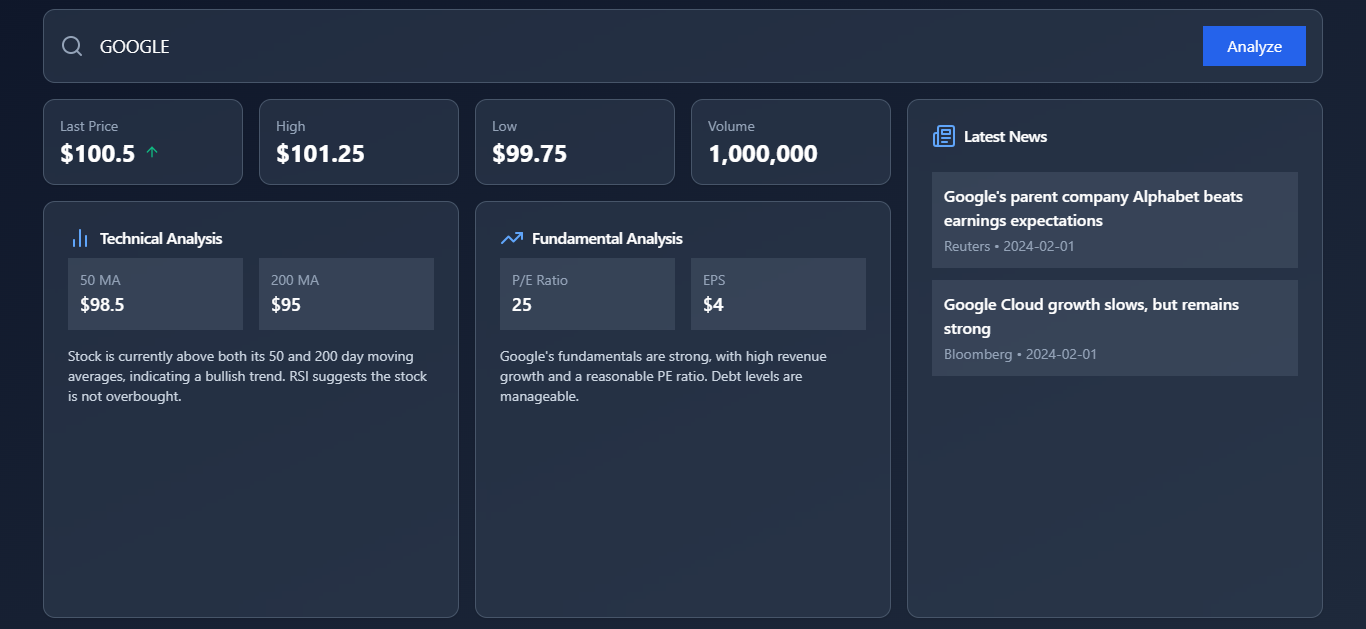 GOOGLE
Analyze
Last Price
$100.5
High
$101.25
Low
$99.75
Volume
1,000,000
Technical Analysis
50 MA
$98.5
200 MA
$95
Stock is currently above both its 50 and 200 day moving
averages, indicating a bullish trend. RSI suggests the stock
is not overbought.
Fundamental Analysis
P/E Ratio
25
EPS
$4
Google's fundamentals are strong, with high revenue
growth and a reasonable PE ratio. Debt levels are
manageable.
Latest News
Google's parent company Alphabet beats
earnings expectations
Reuters • 2024-02-01
Google Cloud growth slows, but remains
strong
Bloomberg • 2024-02-01